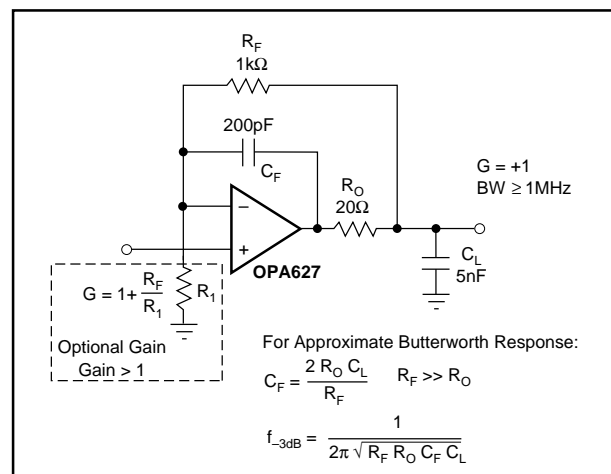 R_F
1kΩ
200pF
C_F
R_O
20Ω
G = +1
BW ≥ 1MHz
–
+
OPA627
C_L
5nF
G = 1+ R_F/R_1
R_1
Optional Gain
Gain > 1
For Approximate Butterworth Response:
C_F = 2 R_O C_L / R_F    R_F >> R_O
f_–3dB = 1 / 2π √ R_F R_O C_F C_L